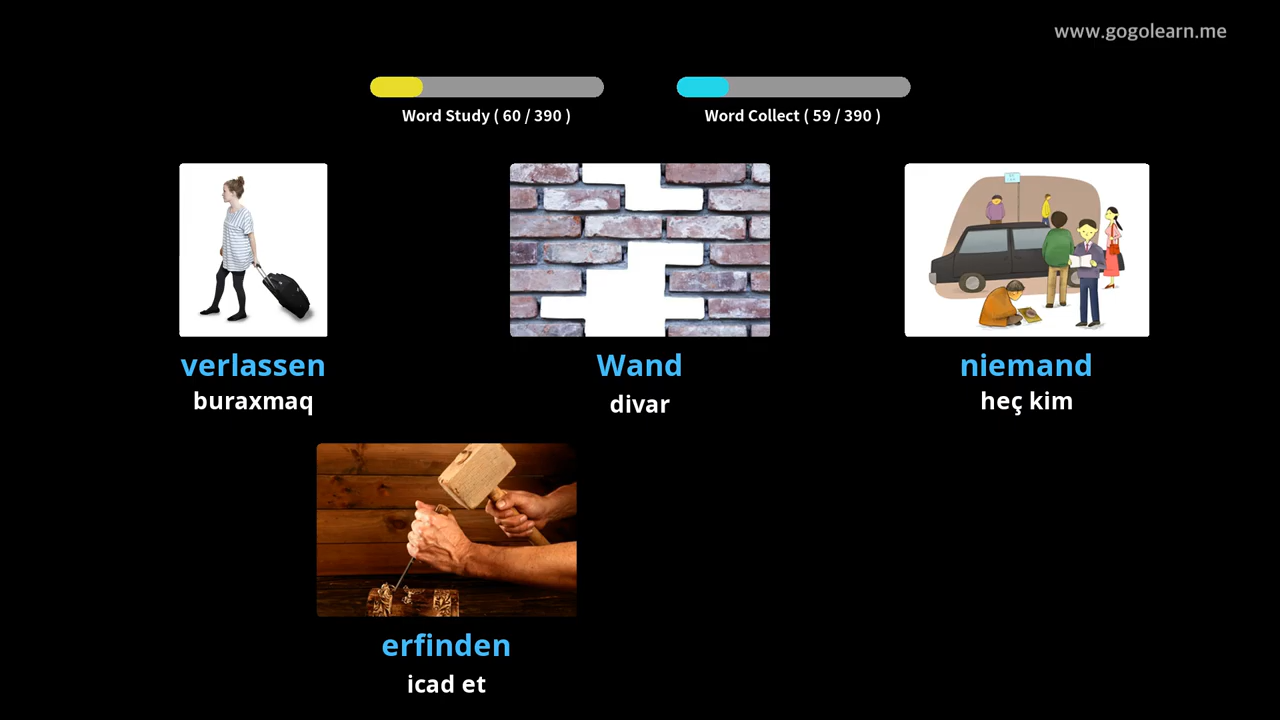 www.gogolearn.me
Word Study ( 60 / 390 )
Word Collect ( 59 / 390 )
verlassen
buraxmaq
Wand
divar
niemand
heç kim
erfinden
icad et